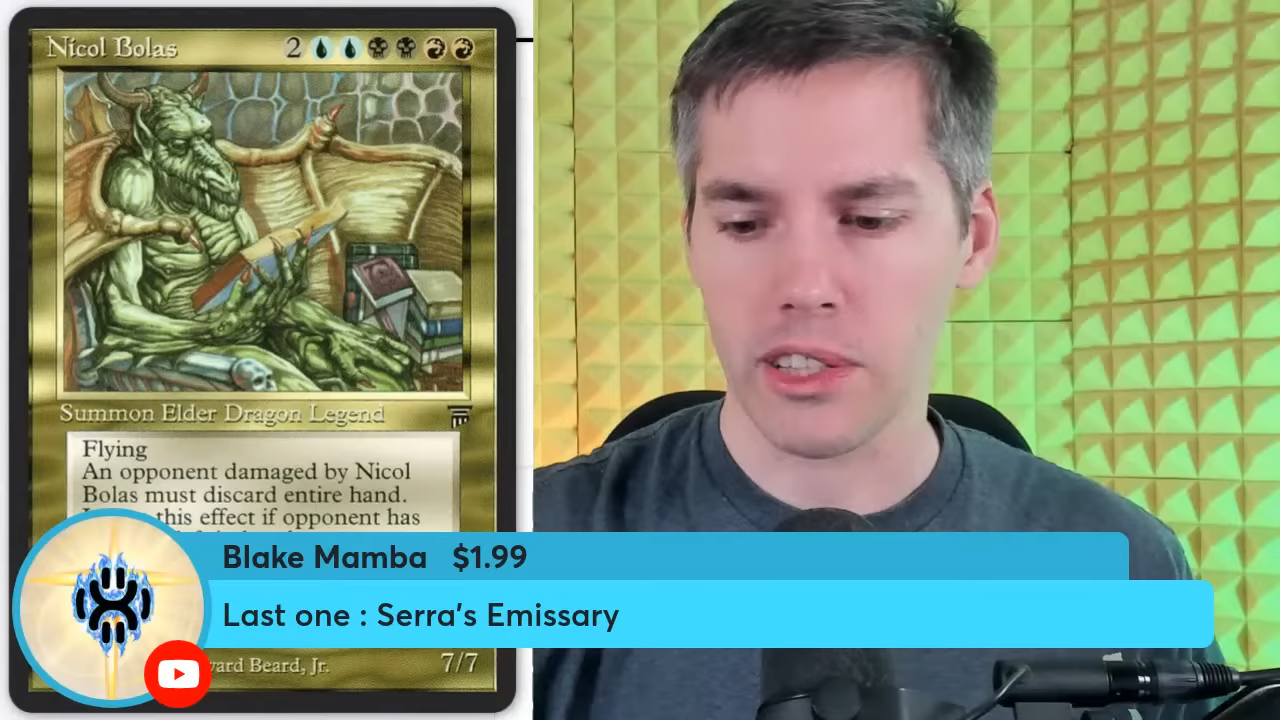 Nicol Bolas 2
Summon Elder Dragon Legend
Flying
An opponent damaged by Nicol
Bolas must discard entire hand.
this effect if opponent has
Blake Mamba $1.99
Last one : Serra's Emissary
Beard, Jr. 7/7